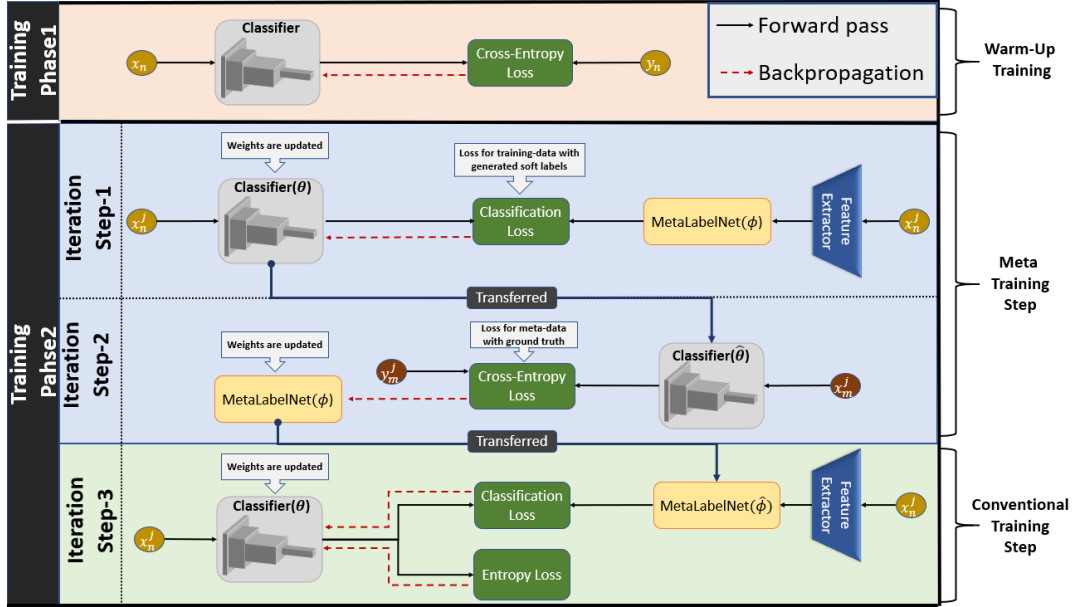 Training
Phase1
Classifier
x_n
Cross-Entropy
Loss
y_n
Forward pass
Backpropagation
Warm-Up
Training
Training
Pahse2
Iteration
Step-1
Weights are updated
Classifier(θ)
x_n^j
Loss for training-data with
generated soft labels
Classification
Loss
MetaLabelNet(ϕ)
Feature
Extractor
x_n^j
Transferred
Meta
Training
Step
Iteration
Step-2
Weights are updated
MetaLabelNet(ϕ)
y_m^j
Loss for meta-data
with ground truth
Cross-Entropy
Loss
Classifier(θ̂)
x_m^j
Transferred
Iteration
Step-3
Weights are updated
Classifier(θ)
x_n^j
Classification
Loss
Entropy Loss
MetaLabelNet(ϕ̂)
Feature
Extractor
x_n^j
Conventional
Training
Step